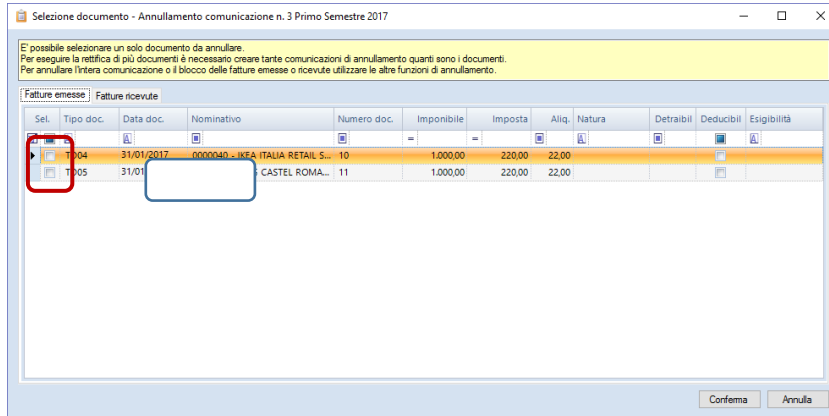 Selezione documento - Annullamento comunicazione n. 3 Primo Semestre 2017
E' possibile selezionare un solo documento da annullare.
Per eseguire la rettifica di più documenti è necessario creare tante comunicazioni di annullamento quanti sono i documenti.
Per annullare l'intera comunicazione o il blocco delle fatture emesse o ricevute utilizzare le altre funzioni di annullamento.
Fatture emesse Fatture ricevute
Sel. Tipo doc. Data doc. Nominativo Numero doc. Imponibile Imposta Aliq. Natura Detraibil Deducibil Esigibilità
A A = = A
TD04 31/01/2017 0000040 - IKEA ITALIA RETAIL S... 10 1.000,00 220,00 22,00
TD05 31/01 CASTEL ROMA... 11 1.000,00 220,00 22,00
Conferma Annulla